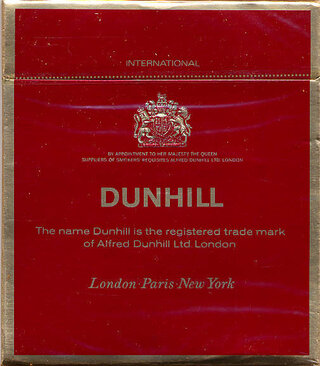 INTERNATIONAL
BY APPOINTMENT TO HER MAJESTY THE QUEEN
SUPPLIERS OF SMOKERS' REQUISITES ALFRED DUNHILL LTD. LONDON
DUNHILL
The name Dunhill is the registered trade mark
of Alfred Dunhill Ltd. London
London·Paris·New York